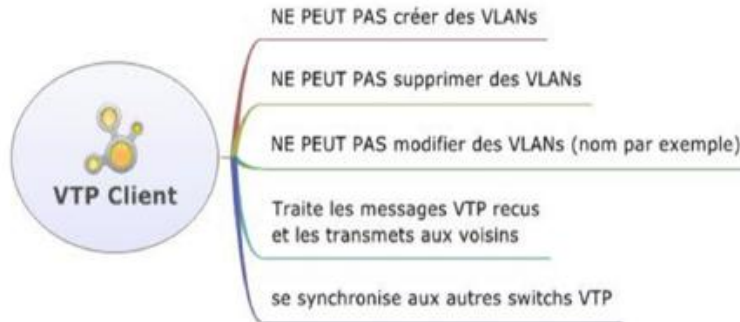 NE PEUT PAS créer des VLANs
NE PEUT PAS supprimer des VLANs
NE PEUT PAS modifier des VLANs (nom par exemple)
VTP Client
Traite les messages VTP recus
et les transmets aux voisins
se synchronise aux autres switchs VTP